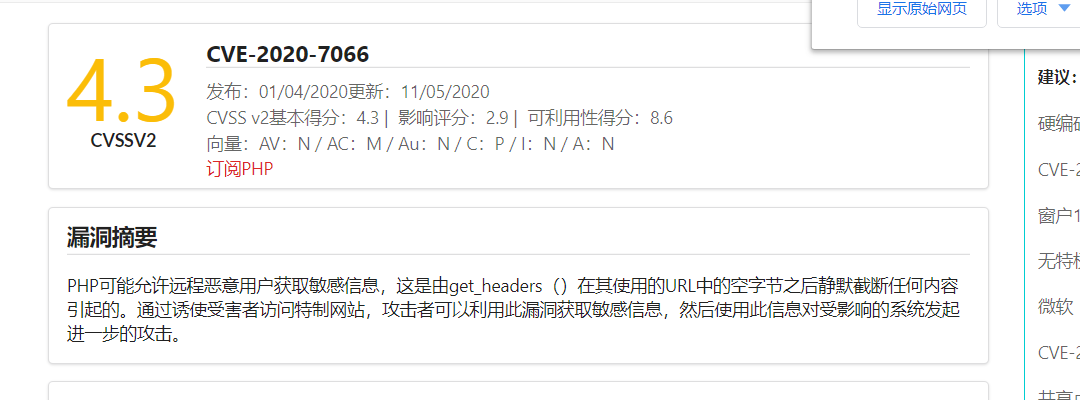 显示原始网页
选项
4.3
CVSSV2
CVE-2020-7066
发布：01/04/2020更新：11/05/2020
CVSS v2基本得分：4.3 | 影响评分：2.9 | 可利用性得分：8.6
向量：AV：N / AC：M / Au：N / C：P / I：N / A：N
订阅PHP
漏洞摘要
PHP可能允许远程恶意用户获取敏感信息，这是由get_headers（）在其使用的URL中的空字节之后静默截断任何内容
引起的。通过诱使受害者访问特制网站，攻击者可以利用此漏洞获取敏感信息，然后使用此信息对受影响的系统发起
进一步的攻击。
建议：
硬编
CVE-2
窗户1
无特
微软
CVE-2